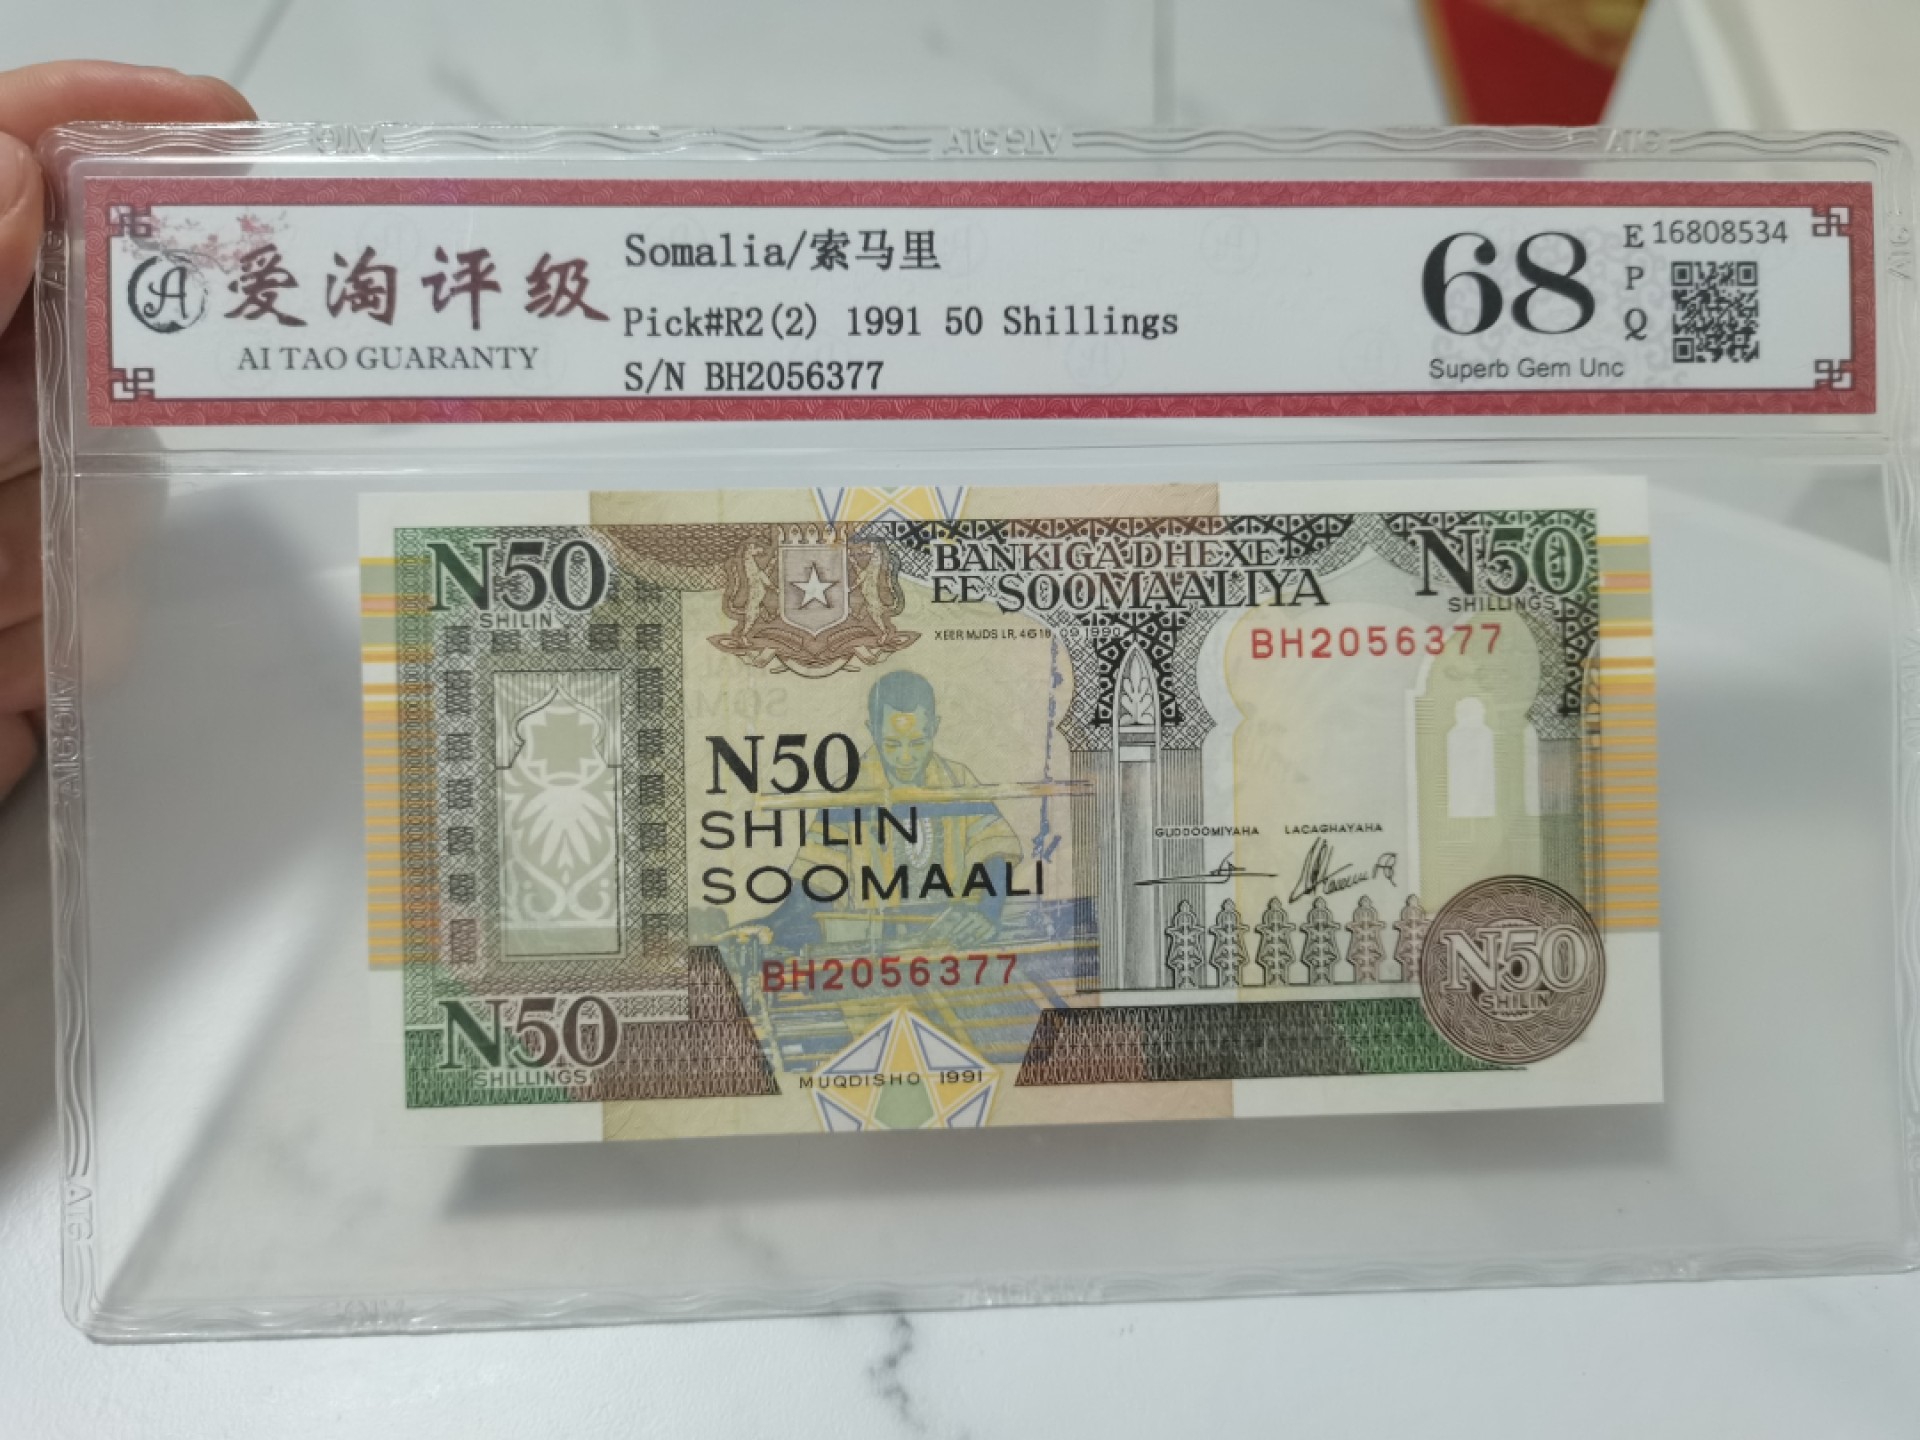 爱淘评级
AI TAO GUARANTY
Somalia/索马里
Pick#R2(2) 1991 50 Shillings
S/N BH2056377
68
Superb Gem Unc
E
P
Q
16808534
N50
SHILIN
BANKIGA DHEXE
EE SOOMAALIYA
N50
SHILLINGS
BH2056377
N50
SHILIN
SOOMAALI
GUDDOOMIYAHA LACAGHAYAHA
BH2056377
N50
SHILIN
N50
SHILLINGS
MUQDISHO 1991